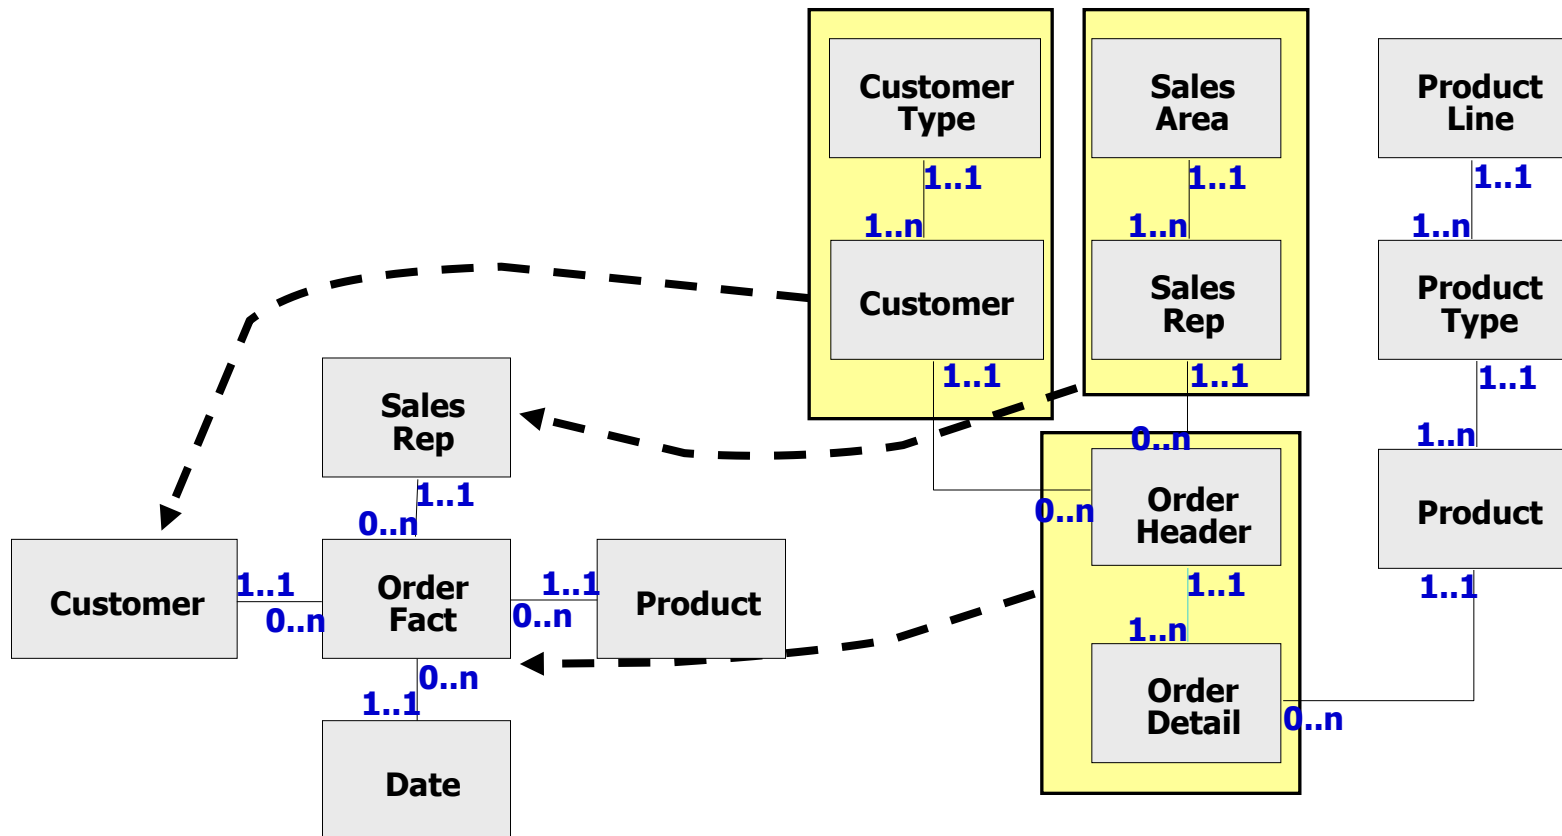 Customer
Type
Sales
Area
Product
Line
1..1
1..1
1..1
1..n
1..n
1..n
Customer
Sales
Rep
Product
Type
1..1
1..1
1..1
Sales
Rep
0..n
1..n
1..1
0..n
0..n
Order
Header
Product
Customer
1..1
0..n
Order
Fact
1..1
0..n
Product
1..1
1..1
1..n
0..n
1..1
Order
Detail
0..n
Date